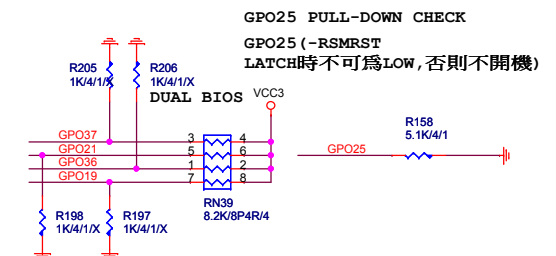 GPO25 PULL-DOWN CHECK
GPO25(-RSMRST
LATCH時不可為LOW,否則不開機)
R205
1K/4/1/X
R206
1K/4/1/X
DUAL BIOS
VCC3
R158
5.1K/4/1
GPO37
3
4
GPO21
5
6
GPO25
GPO36
1
2
GPO19
7
8
RN39
8.2K/8P4R/4
R198
1K/4/1/X
R197
1K/4/1/X